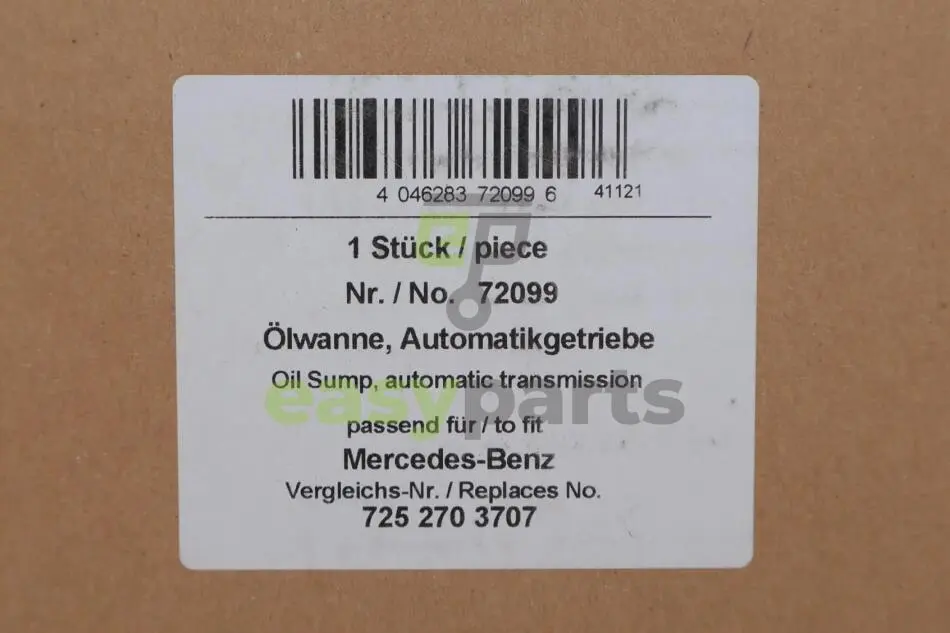 4 046283 72099 6 41121
1 Stück / piece
Nr. / No. 72099
Ölwanne, Automatikgetriebe
Oil Sump, automatic transmission
easyparts
passend für / to fit
Mercedes-Benz
Vergleichs-Nr. / Replaces No.
725 270 3707